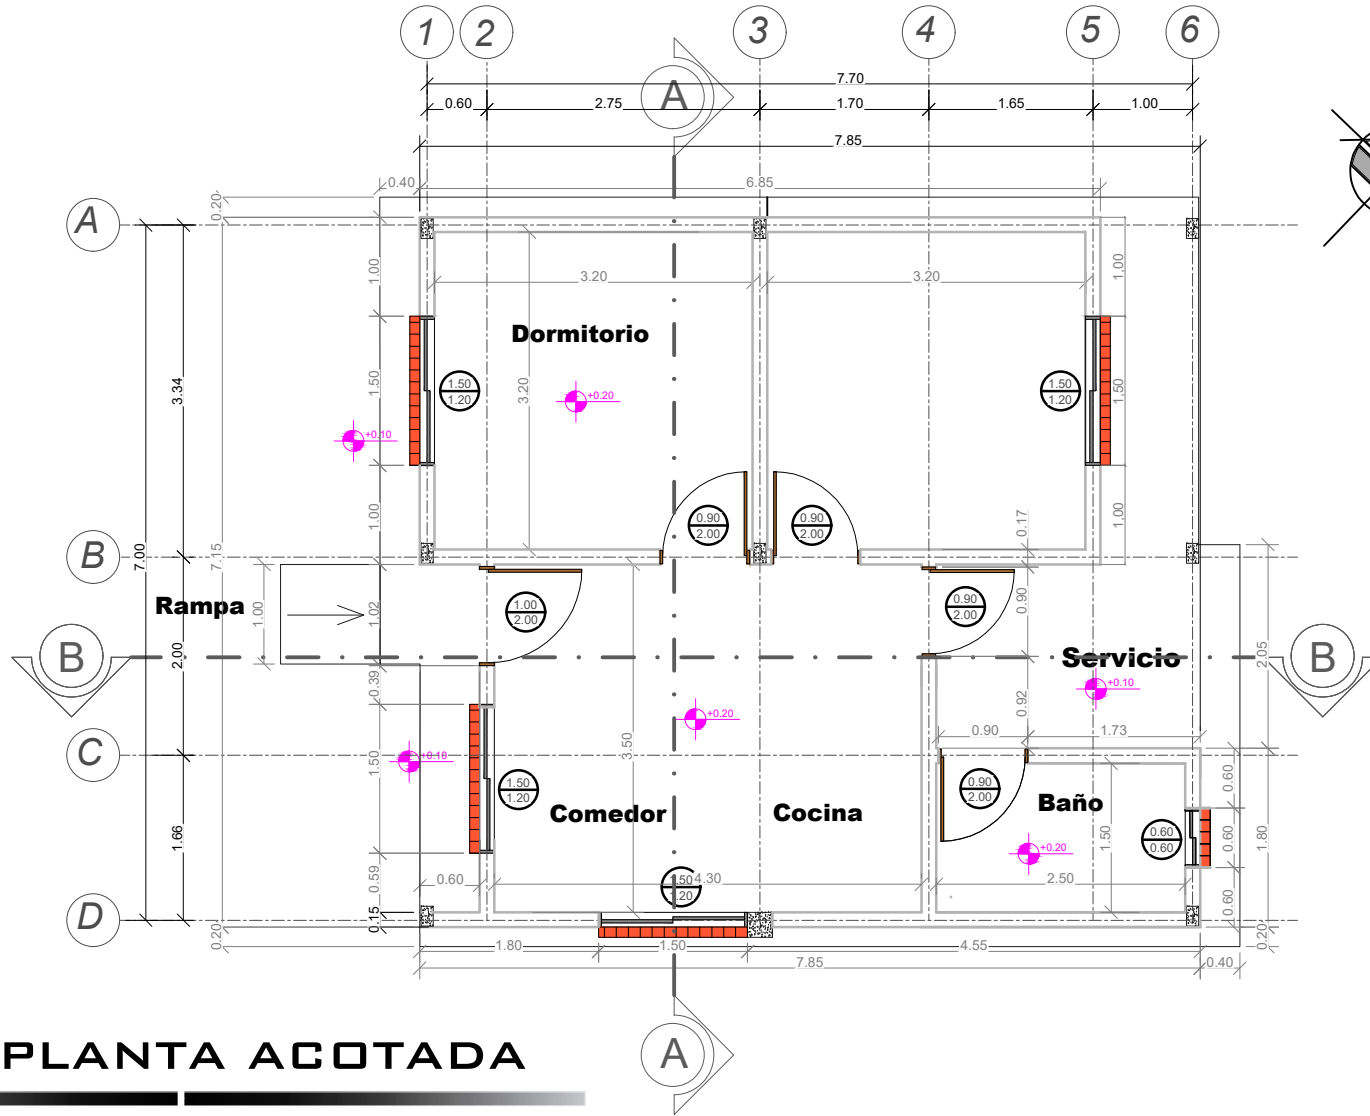 1 2 3 4 5 6
A
7.70
0.60 2.75 1.70 1.65 1.00
7.85
0.40 6.85
0.20
A
1.00 3.20 3.20 1.00
Dormitorio
3.34 1.50 3.20 1.50
1.50
1.20
1.50
1.20
+0.20
+0.10
1.00 1.00
0.90
2.00
0.90
2.00
0.17
B
7.00 7.15
Rampa
1.00 1.02
1.00
2.00
0.90
2.00
0.90
B
2.00
Servicio
2.05
B
0.39
+0.10
+0.20
0.92
0.90 1.73
C
3.50
1.50
+0.10
1.50
1.20
0.90
2.00
Comedor
Cocina
Baño
0.60
1.66
0.60
0.60
0.60
1.80
1.50
+0.20
0.59
0.60
1.50
1.20
4.30
2.50
0.60
D
0.15
0.20
1.80 1.50 4.55
0.20
7.85 0.40
A
PLANTA ACOTADA